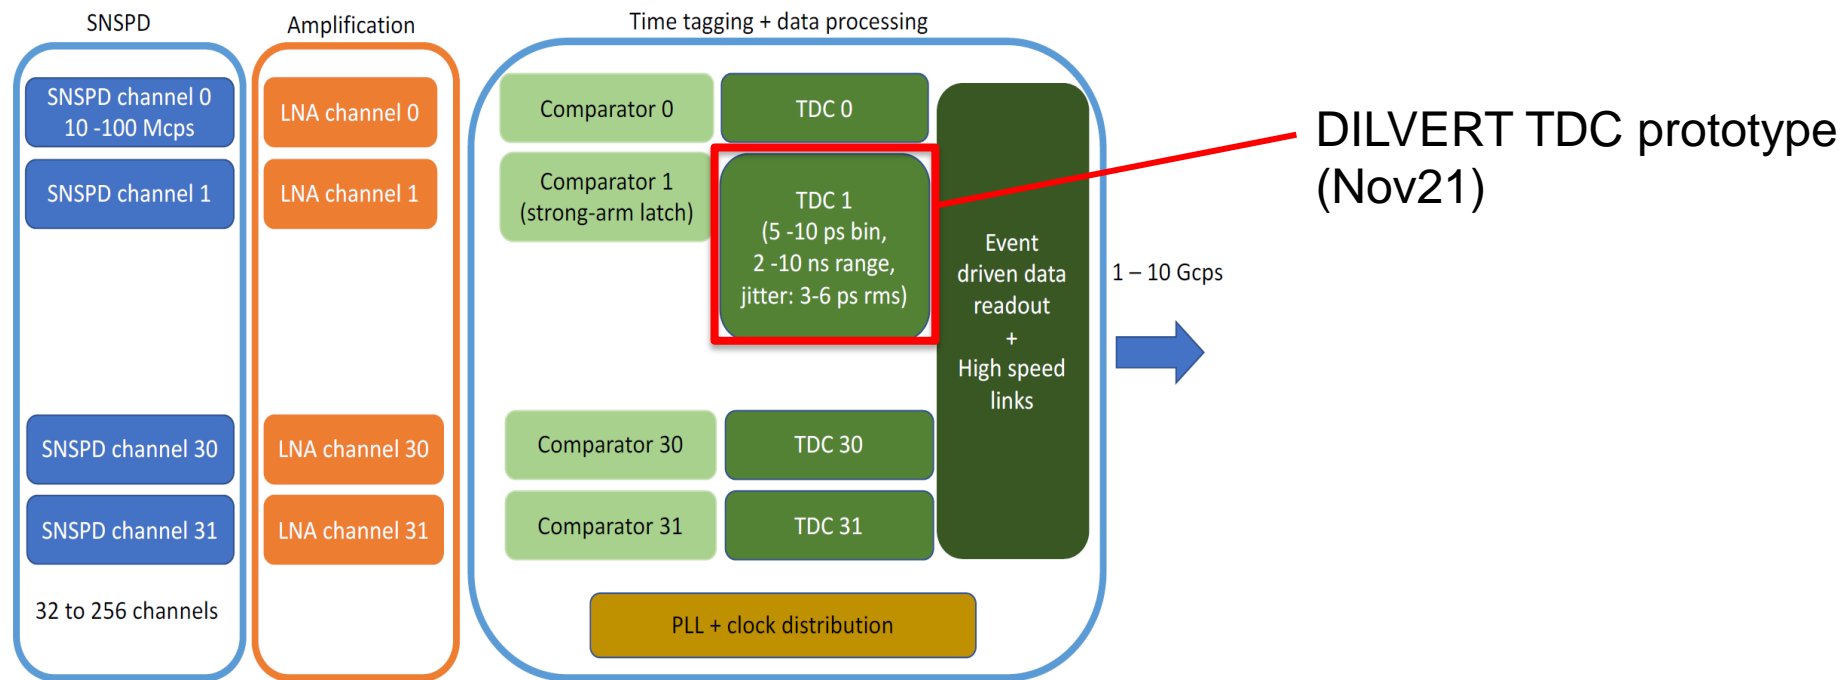 SNSPD
Amplification
Time tagging + data processing
SNSPD channel 0
10 -100 Mcps
LNA channel 0
Comparator 0
TDC 0
SNSPD channel 1
LNA channel 1
Comparator 1
(strong-arm latch)
TDC 1
(5 -10 ps bin,
2 -10 ns range,
jitter: 3-6 ps rms)
Event
driven data
readout
+
High speed
links
DILVERT TDC prototype
(Nov21)
1 – 10 Gcps
SNSPD channel 30
LNA channel 30
Comparator 30
TDC 30
SNSPD channel 31
LNA channel 31
Comparator 31
TDC 31
32 to 256 channels
PLL + clock distribution